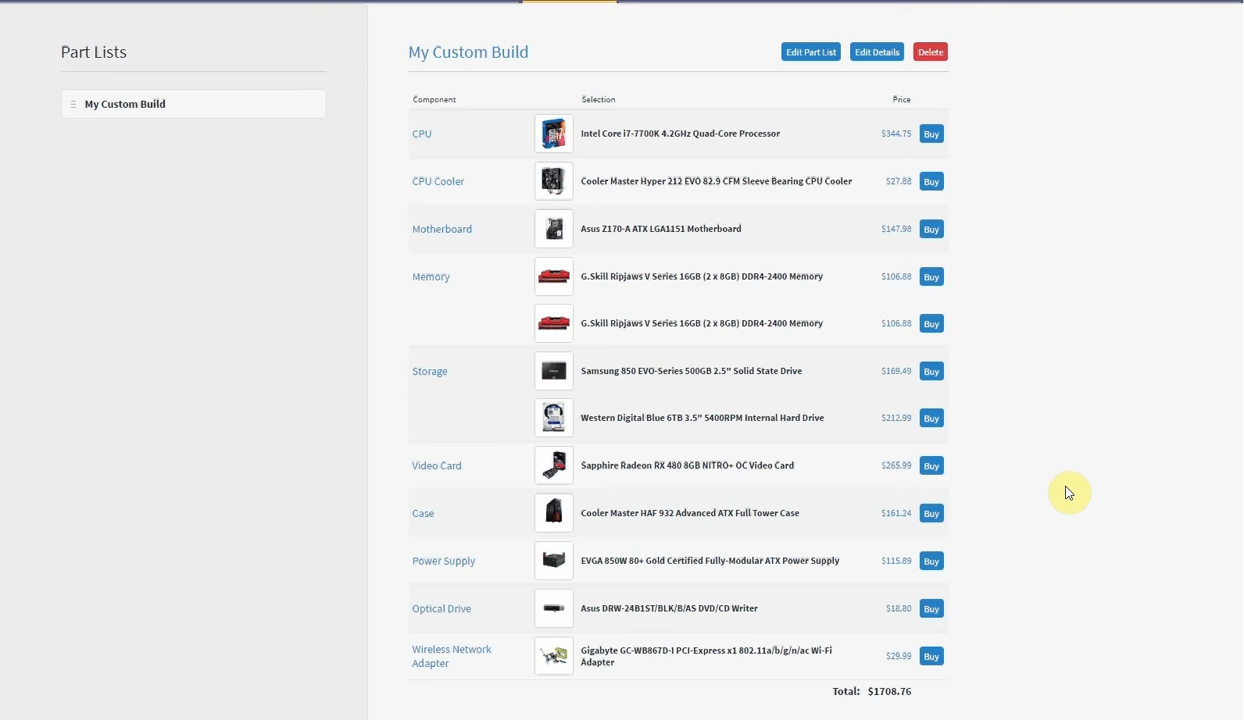 Part Lists
My Custom Build
My Custom Build
Edit Part List
Edit Details
Delete
Component Selection Price
CPU Intel Core i7-7700K 4.2GHz Quad-Core Processor $344.75 Buy
CPU Cooler Cooler Master Hyper 212 EVO 82.9 CFM Sleeve Bearing CPU Cooler $27.88 Buy
Motherboard Asus Z170-A ATX LGA1151 Motherboard $147.98 Buy
Memory G.Skill Ripjaws V Series 16GB (2 x 8GB) DDR4-2400 Memory $106.88 Buy
G.Skill Ripjaws V Series 16GB (2 x 8GB) DDR4-2400 Memory $106.88 Buy
Storage Samsung 850 EVO-Series 500GB 2.5" Solid State Drive $169.49 Buy
Western Digital Blue 6TB 3.5" 5400RPM Internal Hard Drive $212.99 Buy
Video Card Sapphire Radeon RX 480 8GB NITRO+ OC Video Card $265.99 Buy
Case Cooler Master HAF 932 Advanced ATX Full Tower Case $161.24 Buy
Power Supply EVGA 850W 80+ Gold Certified Fully-Modular ATX Power Supply $115.89 Buy
Optical Drive Asus DRW-24B1ST/BLK/B/AS DVD/CD Writer $18.80 Buy
Wireless Network Adapter Gigabyte GC-WB867D-I PCI-Express x1 802.11a/b/g/n/ac Wi-Fi Adapter $29.99 Buy
Total: $1708.76